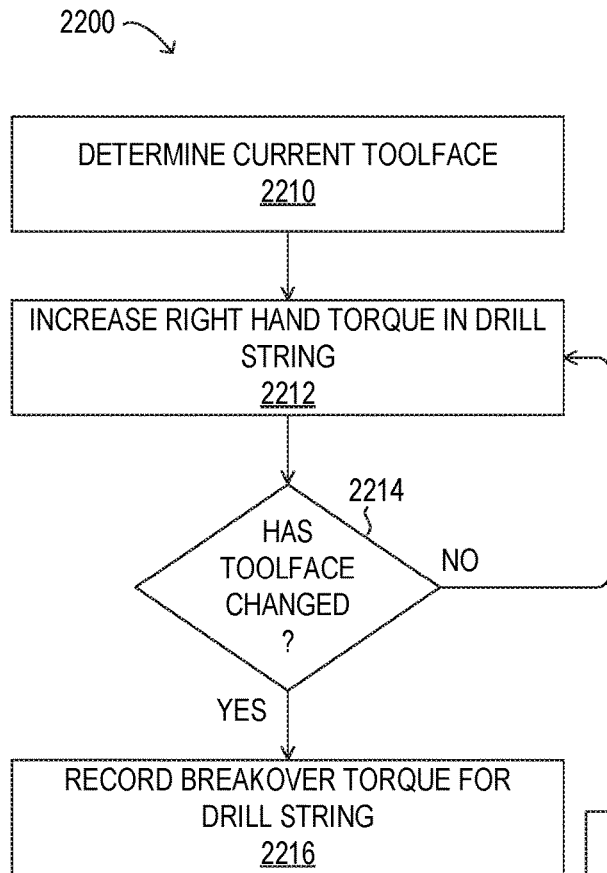 2200
DETERMINE CURRENT TOOLFACE
2210
INCREASE RIGHT HAND TORQUE IN DRILL
STRING
2212
2214
HAS
TOOLFACE
CHANGED
?
NO
YES
RECORD BREAKOVER TORQUE FOR
DRILL STRING
2216